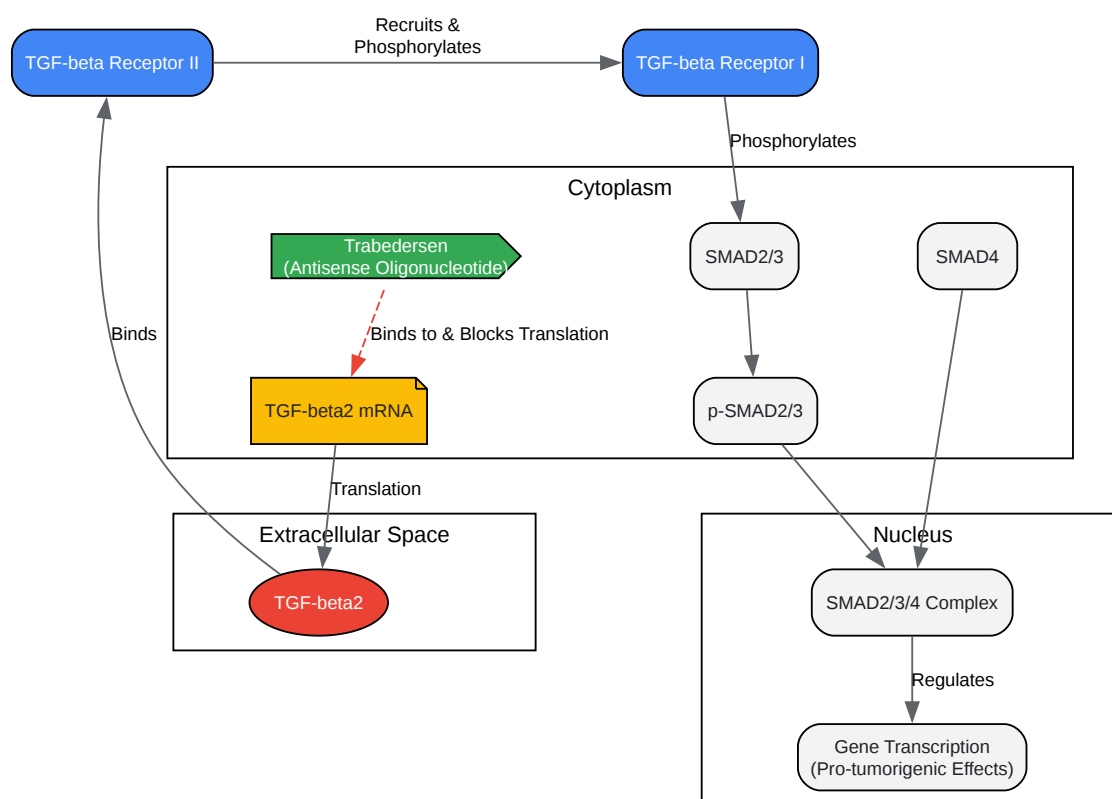 Recruits &
Phosphorylates
TGF-beta Receptor II
TGF-beta Receptor I
Phosphorylates
Cytoplasm
Trabedersen
(Antisense Oligonucleotide)
SMAD2/3
SMAD4
Binds
Binds to & Blocks Translation
TGF-beta2 mRNA
p-SMAD2/3
Translation
Extracellular Space
Nucleus
TGF-beta2
SMAD2/3/4 Complex
Regulates
Gene Transcription
(Pro-tumorigenic Effects)